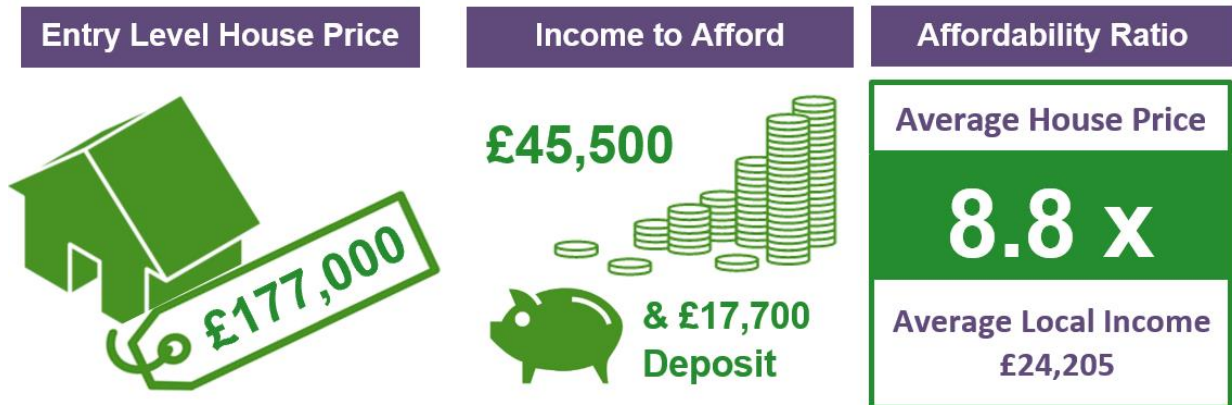 Entry Level House Price
£177,000
Income to Afford
£45,500
& £17,700
Deposit
Affordability Ratio
Average House Price
8.8 x
Average Local Income
£24,205